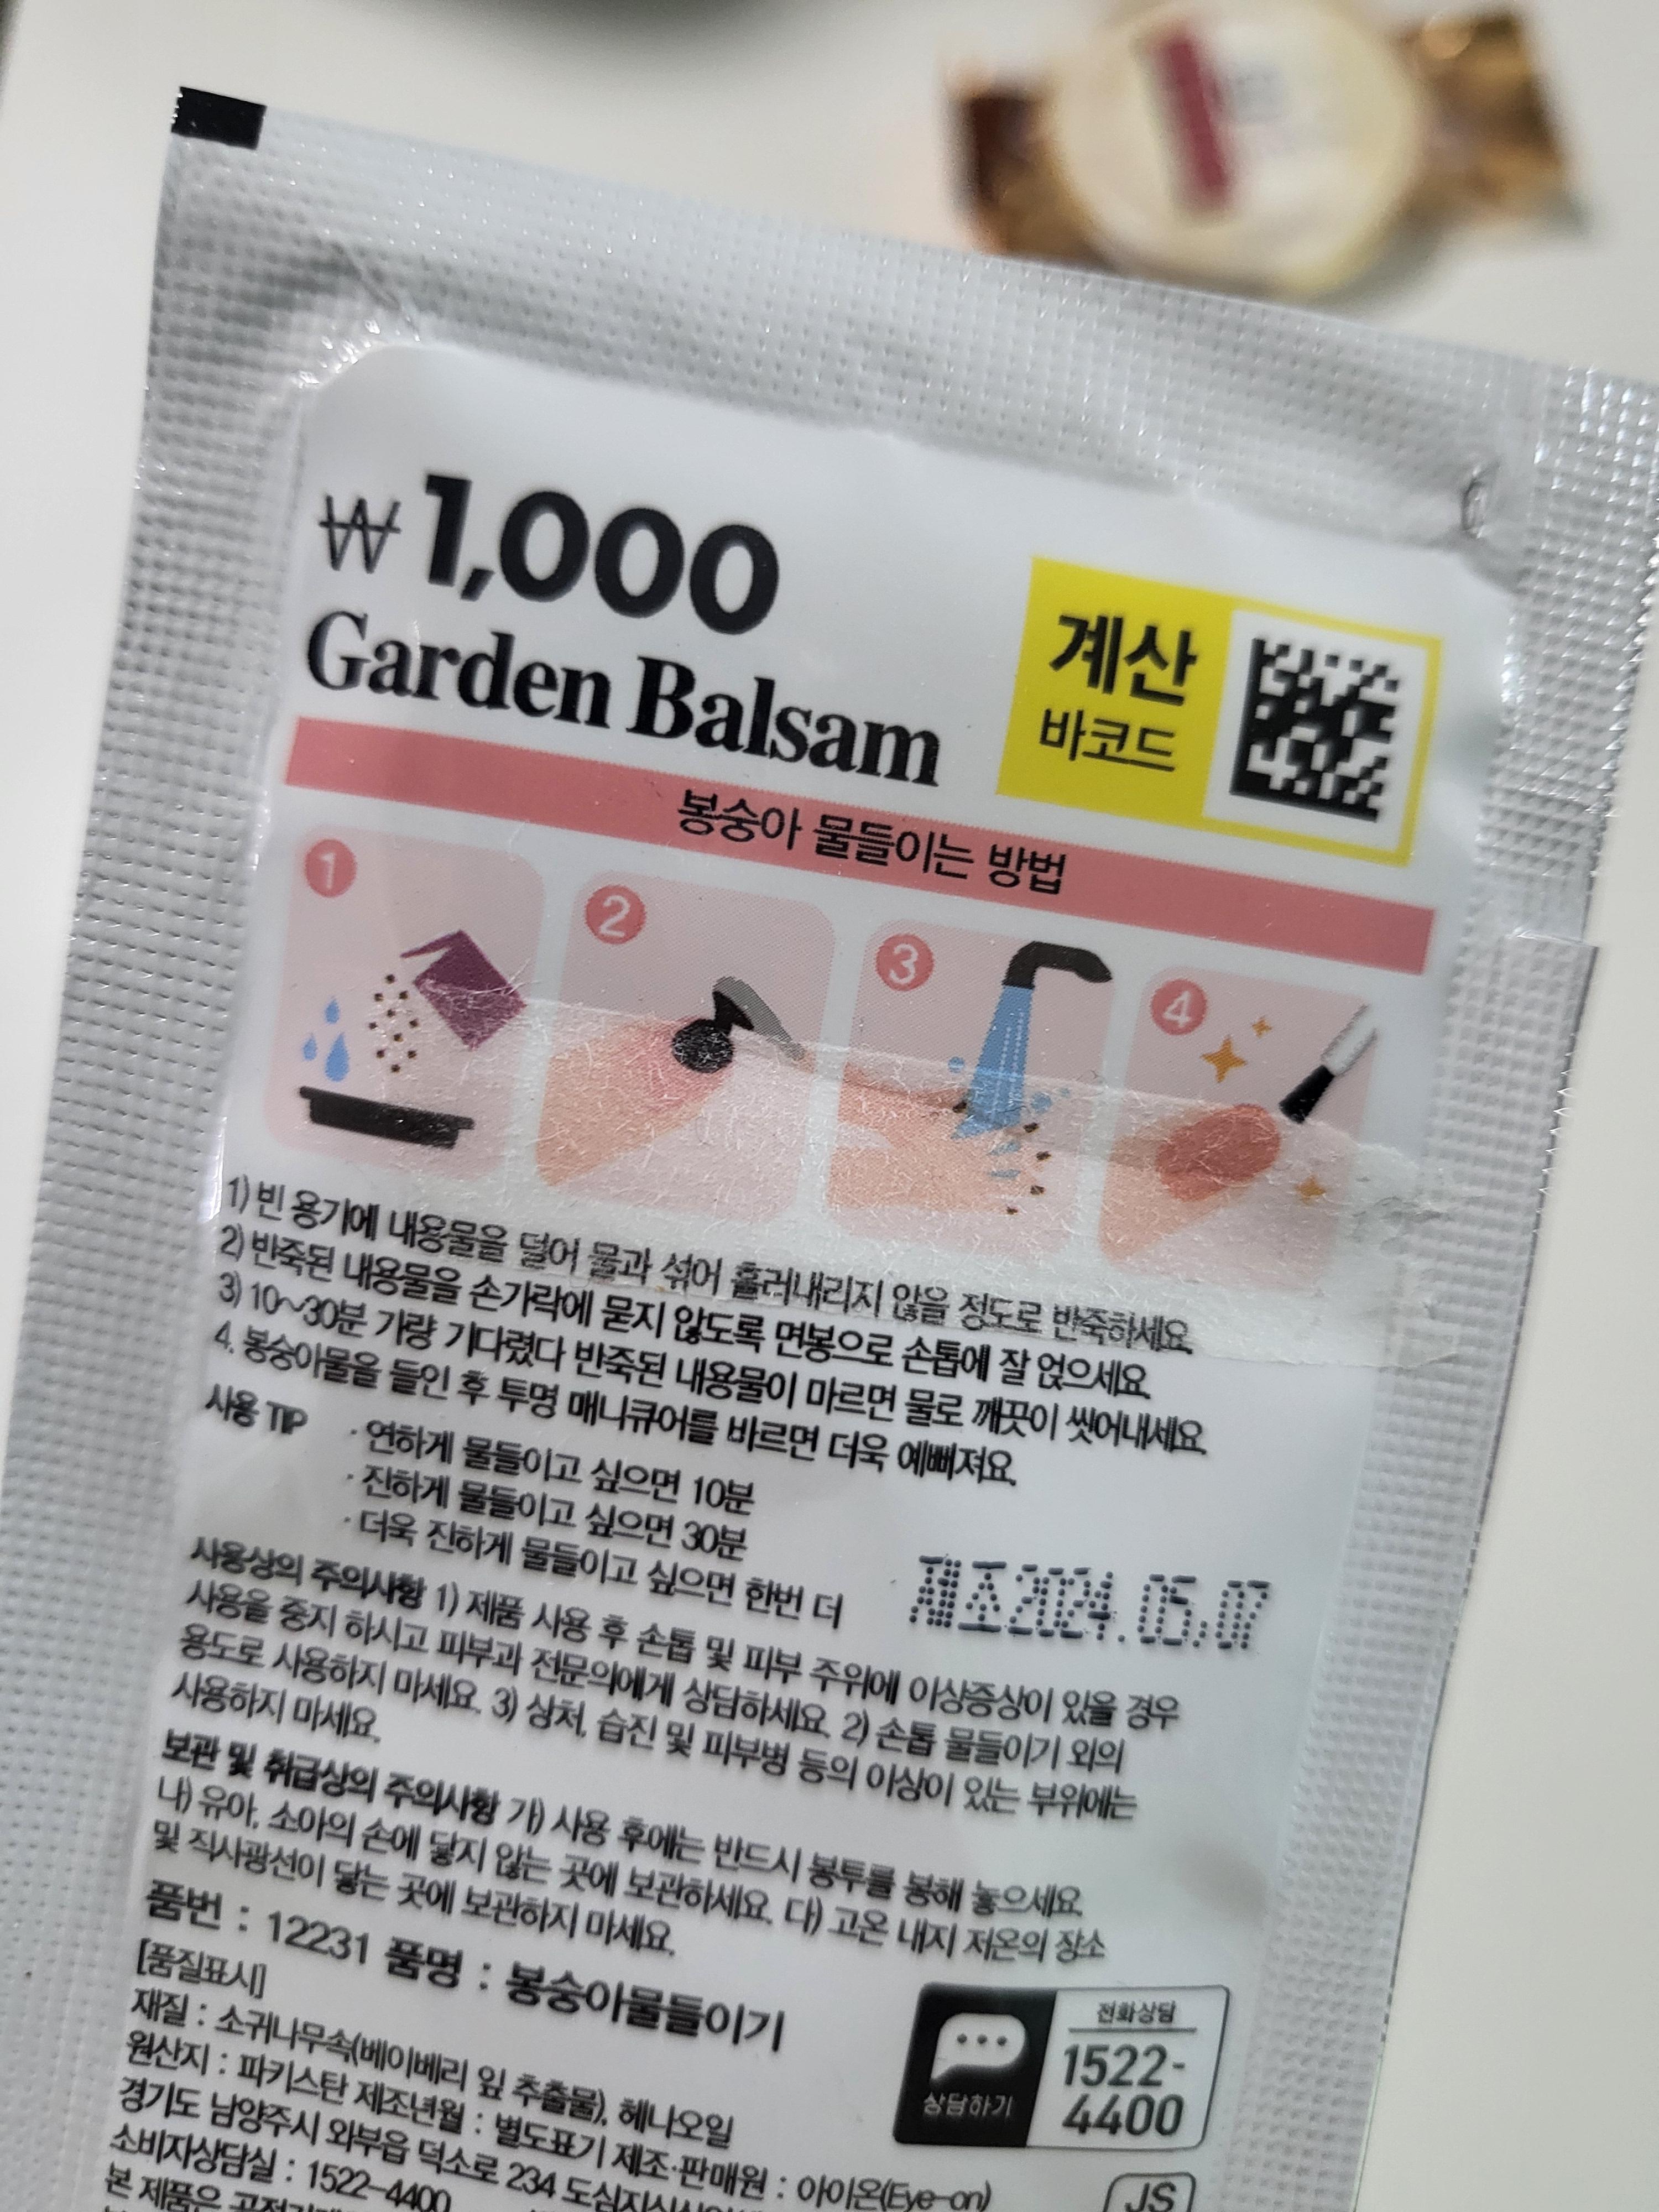 ₩1,000
Garden Balsam
계산
바코드
봉숭아 물들이는 방법
1
2
3
4
1) 빈 용기에 내용물을 덜어 물과 섞어 흘러내리지 않을 정도로 반죽하세요.
2) 반죽된 내용물을 손가락에 묻지 않도록 면봉으로 손톱에 잘 얹으세요.
3) 10~30분 가량 기다렸다 반죽된 내용물이 마르면 물로 깨끗이 씻어내세요.
4. 봉숭아물을 들인 후 투명 매니큐어를 바르면 더욱 예뻐져요.
사용 TIP
· 연하게 물들이고 싶으면 10분
· 진하게 물들이고 싶으면 30분
· 더욱 진하게 물들이고 싶으면 한번 더
제조2024.05.07
사용상의 주의사항 1) 제품 사용 후 손톱 및 피부 주위에 이상증상이 있을 경우
사용을 중지 하시고 피부과 전문의에게 상담하세요. 2) 손톱 물들이기 외의
용도로 사용하지 마세요. 3) 상처, 습진 및 피부병 등의 이상이 있는 부위에는
사용하지 마세요.
보관 및 취급상의 주의사항 가) 사용 후에는 반드시 봉투를 봉해 놓으세요.
나) 유아, 소아의 손에 닿지 않는 곳에 보관하세요. 다) 고온 내지 저온의 장소
및 직사광선이 닿는 곳에 보관하지 마세요.
품번 : 12231 품명 : 봉숭아물들이기
[품질표시]
재질 : 소귀나무속(베이베리 잎 추출물), 헤나오일
원산지 : 파키스탄 제조년월 : 별도표기 제조·판매원 : 아이온(Eye-on)
경기도 남양주시 와부읍 덕소로 234
소비자상담실 : 1522-4400
본 제품은
전화상담
1522-
4400
상담하기
JS